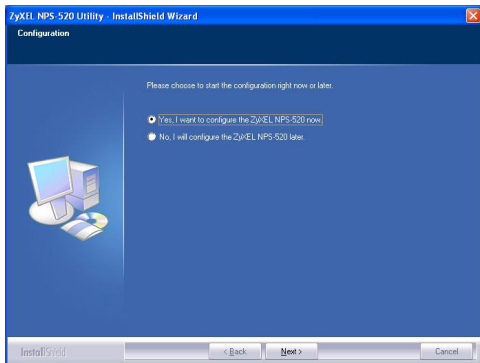 ZyXEL NPS-520 Utility - InstallShield Wizard
Configuration
Please choose to start the configuration right now or later.
Yes, I want to configure the ZyXEL NPS-520 now.
No, I will configure the ZyXEL NPS-520 later.
InstallShield
< Back
Next >
Cancel